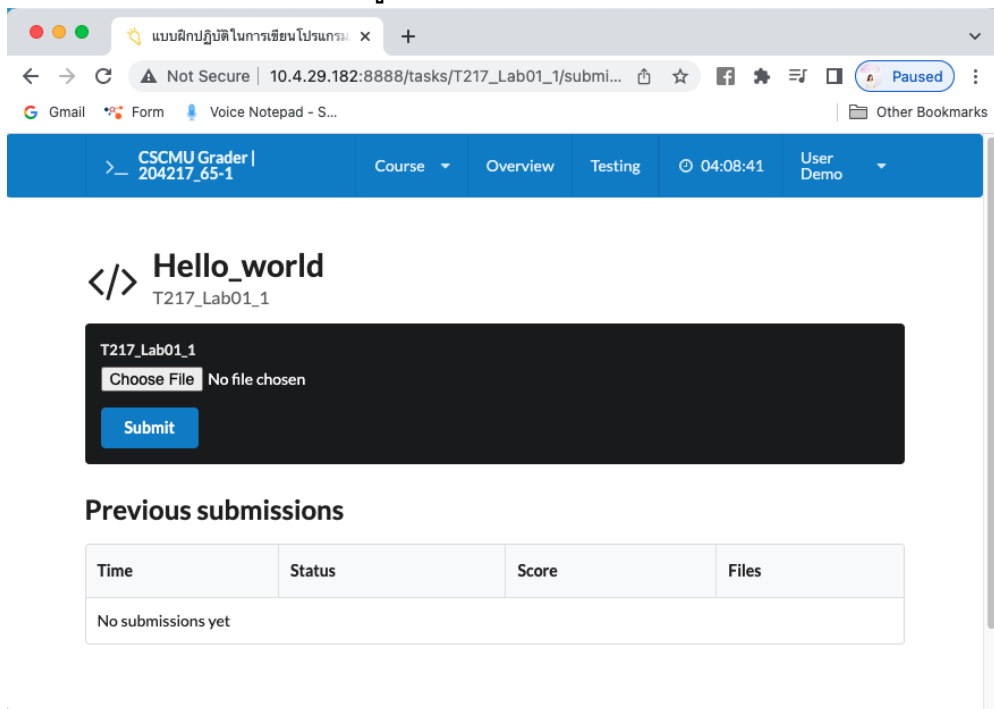 แบบฝึกปฏิบัติในการเขียนโปรแกรม
Not Secure 10.4.29.182:8888/tasks/T217_Lab01_1/submi...
Paused
Gmail Form Voice Notepad - S... Other Bookmarks
>_ CSCMU Grader |
204217_65-1
Course Overview Testing 04:08:41 User
Demo
</> Hello_world
T217_Lab01_1
T217_Lab01_1
Choose File No file chosen
Submit
Previous submissions
Time Status Score Files
No submissions yet